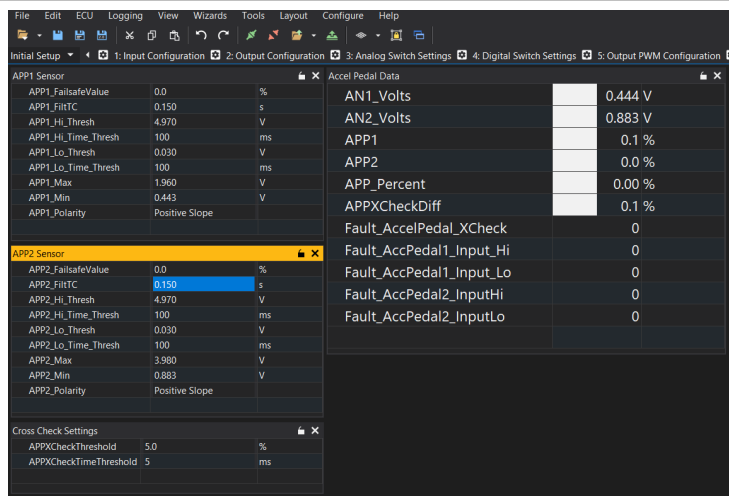 File Edit ECU Logging View Wizards Tools Layout Configure Help
Initial Setup 1: Input Configuration 2: Output Configuration 3: Analog Switch Settings 4: Digital Switch Settings 5: Output PWM Configuration
APP1 Sensor
APP1_FailsafeValue 0.0 %
APP1_FiltTC 0.150 s
APP1_Hi_Thresh 4.970 V
APP1_Hi_Time_Thresh 100 ms
APP1_Lo_Thresh 0.030 V
APP1_Lo_Time_Thresh 100 ms
APP1_Max 1.960 V
APP1_Min 0.443 V
APP1_Polarity Positive Slope
APP2 Sensor
APP2_FailsafeValue 0.0 %
APP2_FiltTC 0.150 s
APP2_Hi_Thresh 4.970 V
APP2_Hi_Time_Thresh 100 ms
APP2_Lo_Thresh 0.030 V
APP2_Lo_Time_Thresh 100 ms
APP2_Max 3.980 V
APP2_Min 0.883 V
APP2_Polarity Positive Slope
Cross Check Settings
APPXCheckThreshold 5.0 %
APPXCheckTimeThreshold 5 ms
Accel Pedal Data
AN1_Volts 0.444 V
AN2_Volts 0.883 V
APP1 0.1 %
APP2 0.0 %
APP_Percent 0.00 %
APPXCheckDiff 0.1 %
Fault_AccelPedal_XCheck 0
Fault_AccPedal1_Input_Hi 0
Fault_AccPedal1_Input_Lo 0
Fault_AccPedal2_InputHi 0
Fault_AccPedal2_InputLo 0